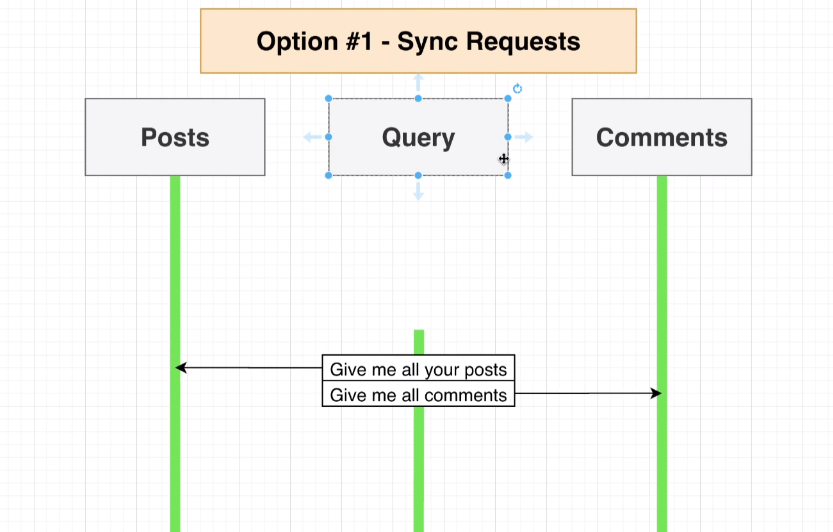 Option #1 - Sync Requests
Posts
Query
Comments
Give me all your posts
Give me all comments